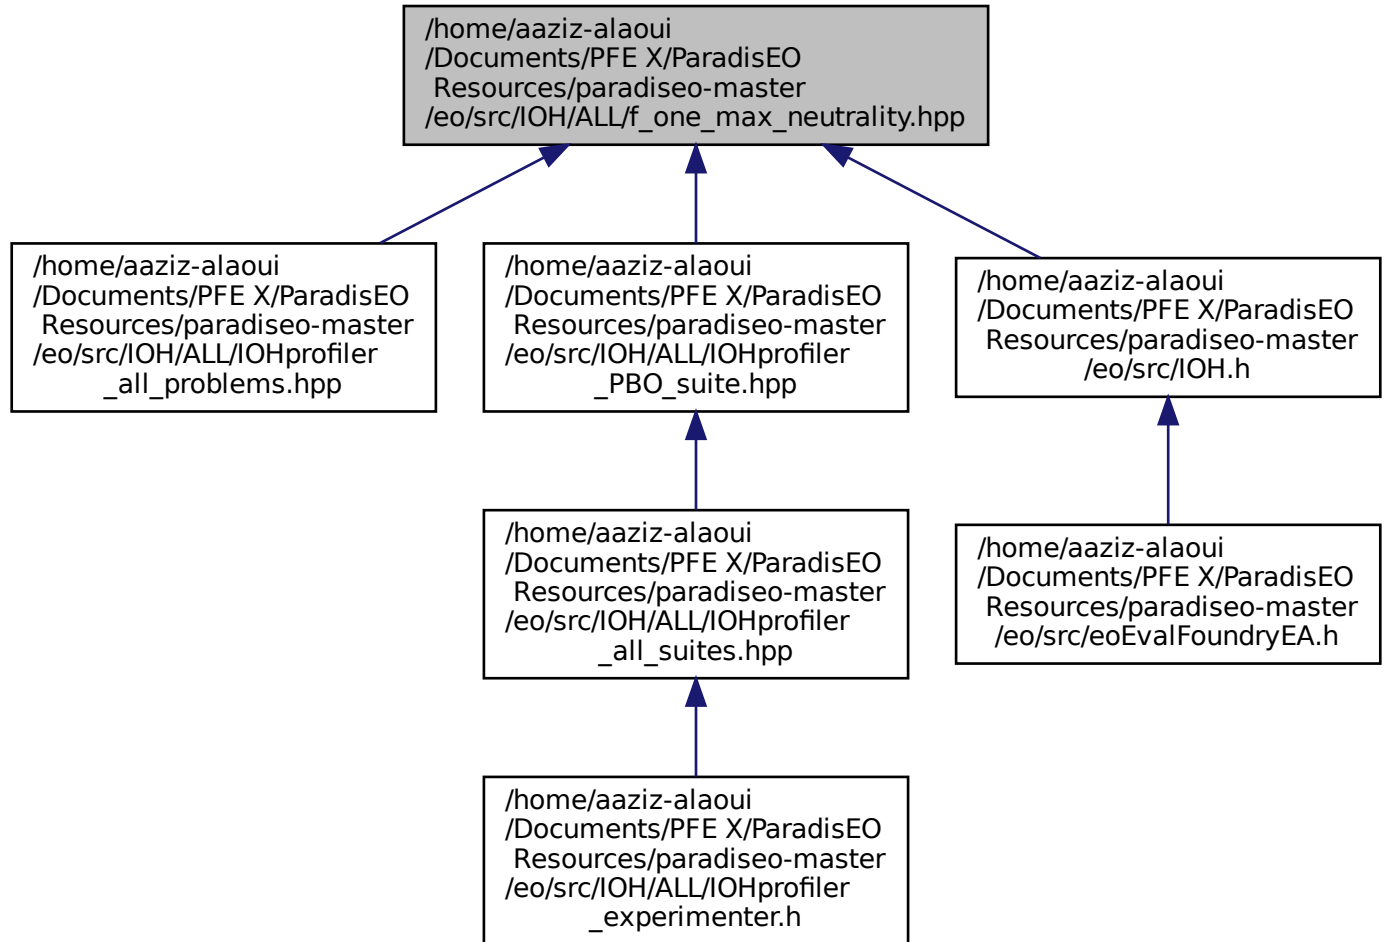 /home/aaziz-alaoui
/Documents/PFE X/ParadisEO
Resources/paradiseo-master
/eo/src/IOH/ALL/f_one_max_neutrality.hpp
/home/aaziz-alaoui
/Documents/PFE X/ParadisEO
Resources/paradiseo-master
/eo/src/IOH/ALL/IOHprofiler
_all_problems.hpp
/home/aaziz-alaoui
/Documents/PFE X/ParadisEO
Resources/paradiseo-master
/eo/src/IOH/ALL/IOHprofiler
_PBO_suite.hpp
/home/aaziz-alaoui
/Documents/PFE X/ParadisEO
Resources/paradiseo-master
/eo/src/IOH.h
/home/aaziz-alaoui
/Documents/PFE X/ParadisEO
Resources/paradiseo-master
/eo/src/IOH/ALL/IOHprofiler
_all_suites.hpp
/home/aaziz-alaoui
/Documents/PFE X/ParadisEO
Resources/paradiseo-master
/eo/src/eoEvalFoundryEA.h
/home/aaziz-alaoui
/Documents/PFE X/ParadisEO
Resources/paradiseo-master
/eo/src/IOH/ALL/IOHprofiler
_experimenter.h